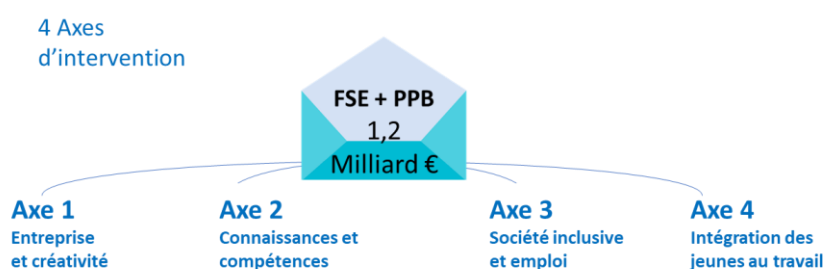 4 Axes
d'intervention
FSE + PPB
1,2
Milliard €
Axe 1
Entreprise
et créativité
Axe 2
Connaissances et
compétences
Axe 3
Société inclusive
et emploi
Axe 4
Intégration des
jeunes au travail